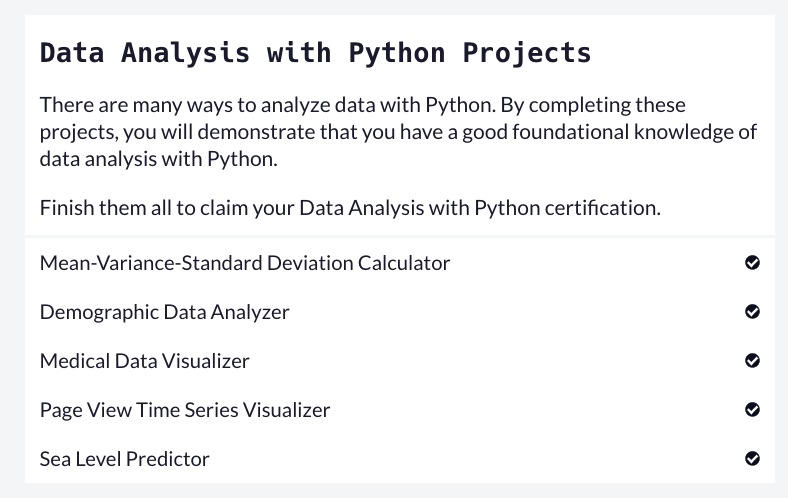 Data Analysis with Python Projects
There are many ways to analyze data with Python. By completing these
projects, you will demonstrate that you have a good foundational knowledge of
data analysis with Python.
Finish them all to claim your Data Analysis with Python certification.
Mean-Variance-Standard Deviation Calculator
Demographic Data Analyzer
Medical Data Visualizer
Page View Time Series Visualizer
Sea Level Predictor